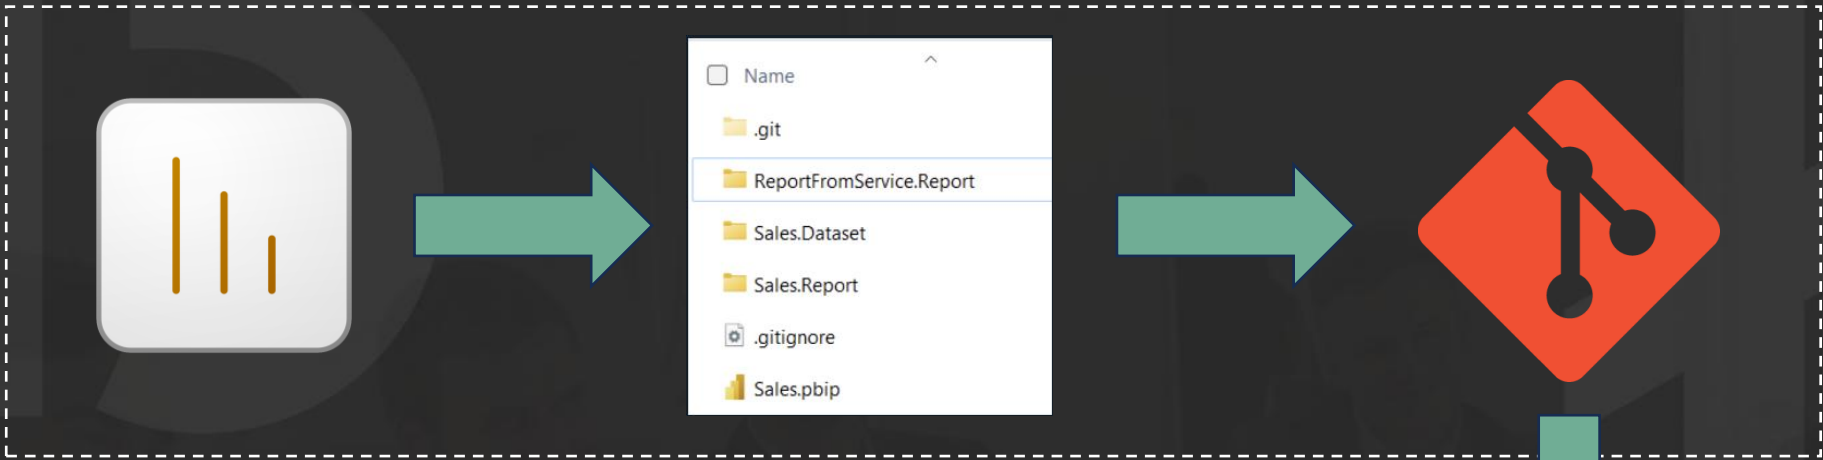 Name
.git
ReportFromService.Report
Sales.Dataset
Sales.Report
.gitignore
Sales.pbip